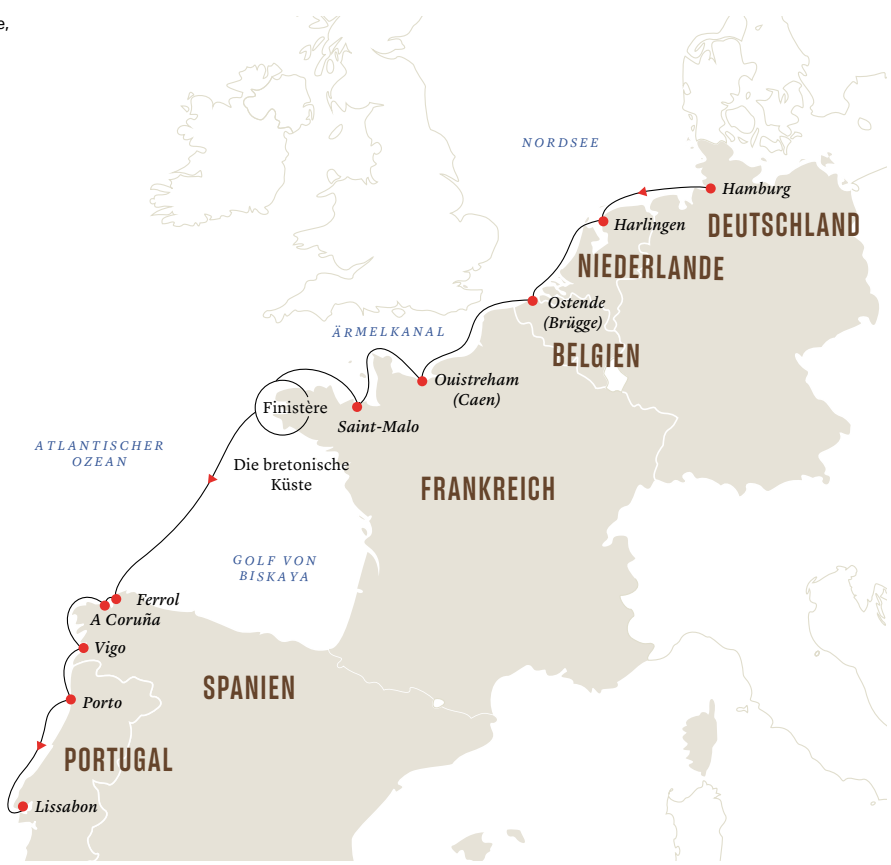 e,
NORDSEE
Hamburg
Harlingen
DEUTSCHLAND
NIEDERLANDE
Ostende
(Brügge)
ÄRMELKANAL
BELGIEN
Ouistreham
(Caen)
Finistère
Saint-Malo
ATLANTISCHER
OZEAN
Die bretonische
Küste
FRANKREICH
GOLF VON
BISKAYA
Ferrol
A Coruña
Vigo
SPANIEN
Porto
PORTUGAL
Lissabon